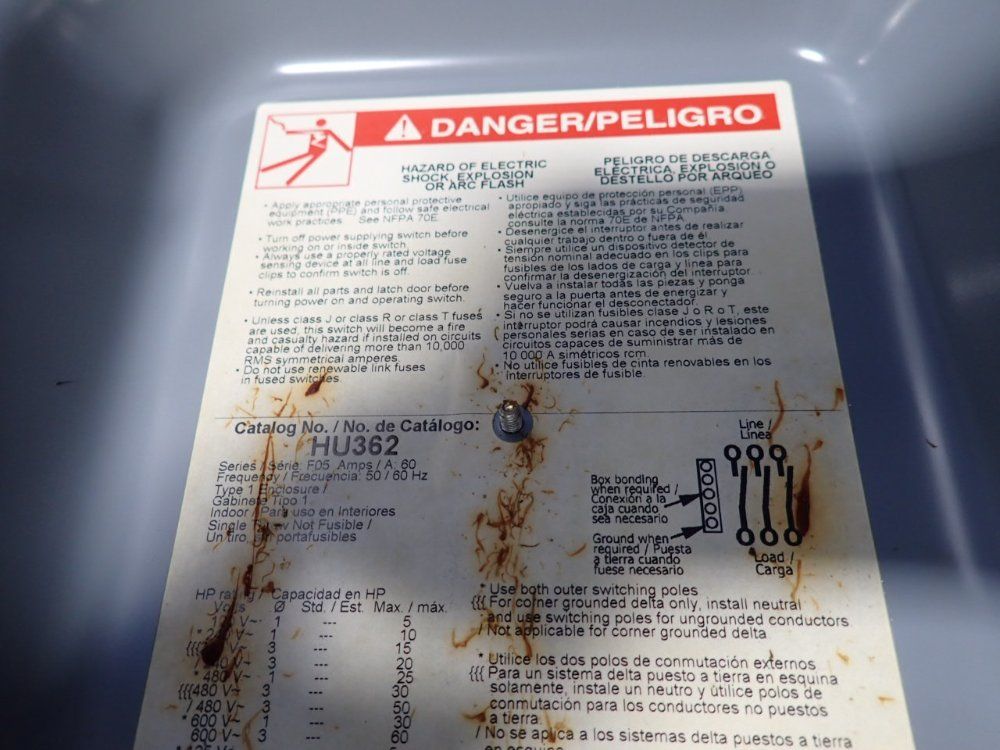 DANGER/PELIGRO
HAZARD OF ELECTRIC
SHOCK, EXPLOSION
OR ARC FLASH
• Apply appropriate personal protective
equipment (PPE) and follow safe electrical
work practices. See NFPA 70E.
• Turn off power supplying switch before
working on or inside switch.
• Always use a properly rated voltage
sensing device at all line and load fuse
clips to confirm switch is off.
• Reinstall all parts and latch door before
turning power on and operating switch.
• Unless class J or class R or class T fuses
are used, this switch will become a fire
and casualty hazard if installed on circuits
capable of delivering more than 10,000
RMS symmetrical amperes.
• Do not use renewable link fuses
in fused switches.
PELIGRO DE DESCARGA
ELÉCTRICA, EXPLOSIÓN O
DESTELLO POR ARQUEO
• Utilice equipo de protección personal (EPP)
apropiado y siga las prácticas de seguridad
eléctrica establecidas por su Compañía
consulte la norma 70E de NFPA.
• Desenergice el interruptor antes de realizar
cualquier trabajo dentro o fuera de él.
• Siempre utilice un dispositivo detector de
tensión nominal adecuado en los clips para
fusibles de los lados de carga y línea para
confirmar la desenergización del interruptor.
• Vuelva a instalar todas las piezas y ponga
seguro a la puerta antes de energizar y
hacer funcionar el desconectador.
• Si no se utilizan fusibles clase J o R o T, este
interruptor podrá causar incendios y lesiones
personales serias en caso de ser instalado en
circuitos capaces de suministrar más de
10 000 A simétricos rcm.
• No utilize fusibles de cinta renovables en los
interruptores de fusible.
Catalog No. / No. de Catálogo:
HU362
Series / Série: F05 Amps / A: 60
Frequency / Frecuencia: 50 / 60 Hz
Type 1 Enclosure /
Gabinete Tipo 1
Indoor / Para uso en Interiores
Single Throw Not Fusible /
Un tiro, sin portafusibles
Line /
Línea
Box bonding
when required /
Conexión a la
caja cuando
sea necesario
Ground when
required / Puesta
a tierra cuando
fuese necesario
Load /
Carga
HP rating / Capacidad en HP
Volts Ø Std. / Est. Max. / máx.
1 --- 5
1 --- 10
3 --- 15
3 --- 20
* 480 V~ 1 --- 25
{{{480 V~ 3 --- 30
/ 480 V~ 3 --- 50
* 600 V~ 1 --- 30
600 V~ 3 --- 60
* Use both outer switching poles
{{{ For corner grounded delta only, install neutral
and use switching poles for ungrounded conductors
/ Not applicable for corner grounded delta
* Utilice los dos polos de conmutación externos
{{{ Para un sistema delta puesto a tierra en esquina
solamente, instale un neutro y útilice polos de
conmutación para los conductores no puestos
a tierra.
/ No se aplica a los sistemas delta puestos a tierra